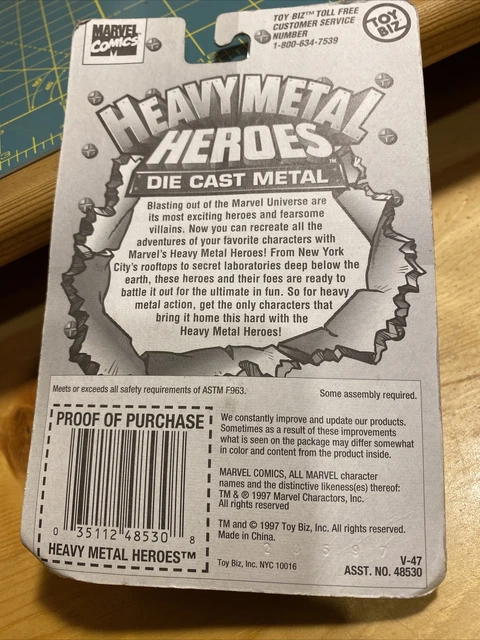 MARVEL
COMICS
TOY BIZ™ TOLL FREE
CUSTOMER SERVICE
NUMBER
1-800-634-7539
TOY
BIZ
HEAVY METAL
HEROES™
DIE CAST METAL
Blasting out of the Marvel Universe are
its most exciting heroes and fearsome
villains. Now you can recreate all the
adventures of your favorite characters with
Marvel's Heavy Metal Heroes! From New York
City's rooftops to secret laboratories deep below the
earth, these heroes and their foes are ready to
battle it out for the ultimate in fun. So for heavy
metal action, get the only characters that
bring it home this hard with the
Heavy Metal Heroes!
Meets or exceeds all safety requirements of ASTM F963.
Some assembly required.
PROOF OF PURCHASE
0 35112 48530 8
HEAVY METAL HEROES™
We constantly improve and update our products.
Sometimes as a result of these improvements
what is seen on the package may differ somewhat
in color and content from the product inside.
MARVEL COMICS, ALL MARVEL character
names and the distinctive likeness(es) thereof:
TM & ® 1997 Marvel Characters, Inc.
All rights reserved
TM and © 1997 Toy Biz, Inc. All rights reserved.
Made in China.
Toy Biz, Inc. NYC 10016
V-47
ASST. NO. 48530